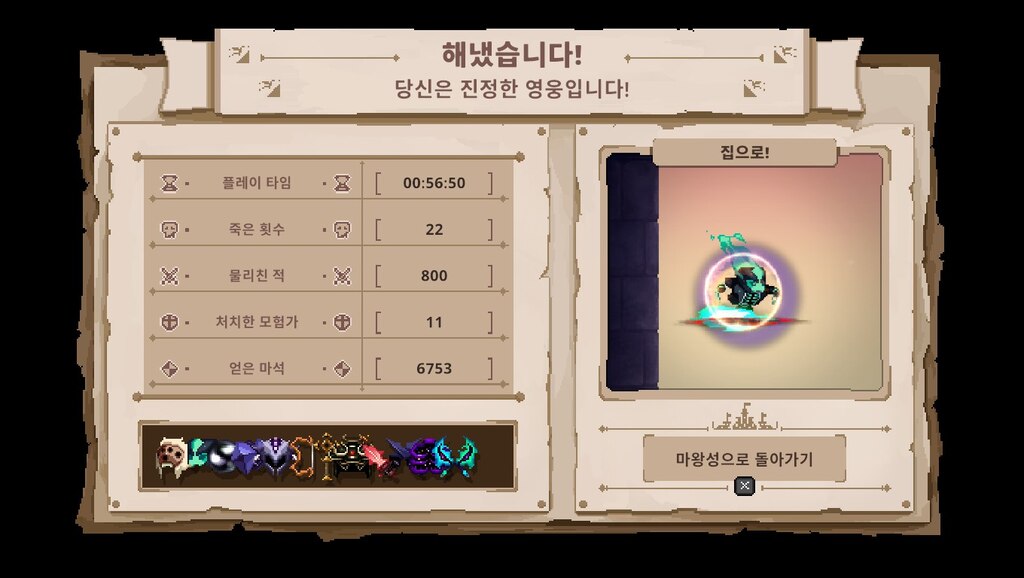 해냈습니다!
당신은 진정한 영웅입니다!
플레이 타임 [ 00:56:50 ]
죽은 횟수 [ 22 ]
물리친 적 [ 800 ]
처치한 모험가 [ 11 ]
얻은 마석 [ 6753 ]
집으로!
마왕성으로 돌아가기
X